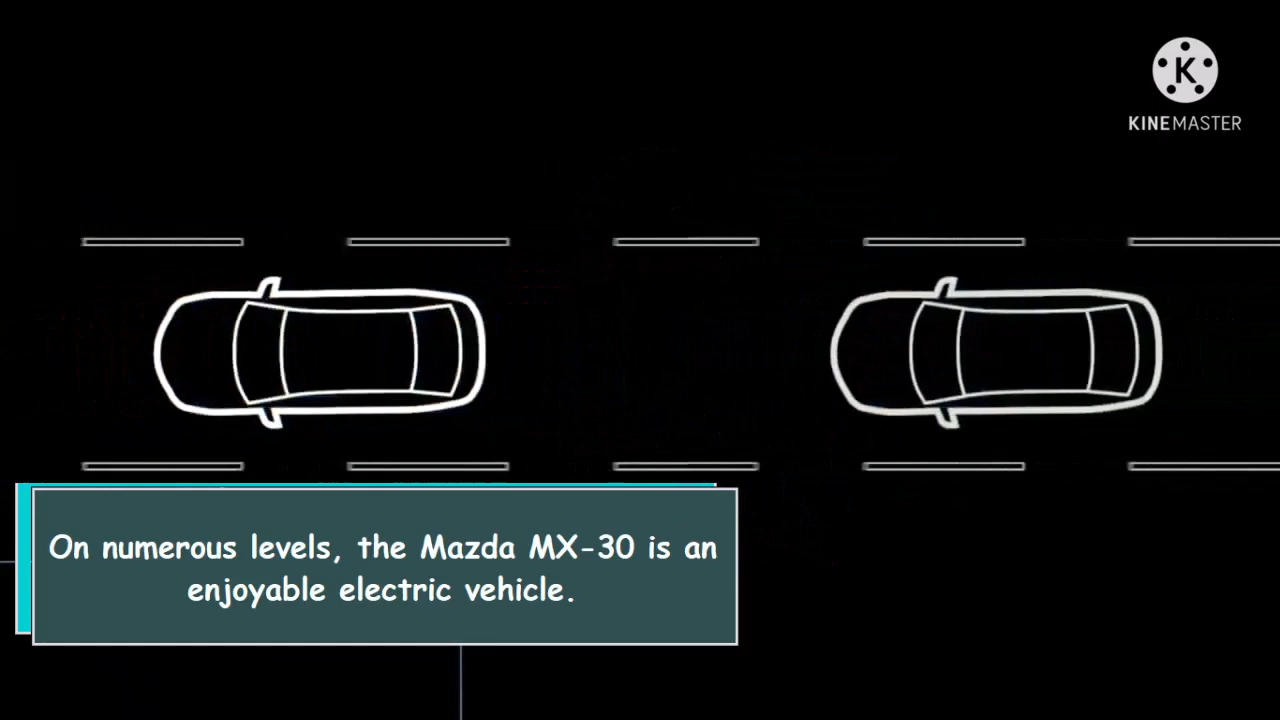 K
KINEMASTER
On numerous levels, the Mazda MX-30 is an
enjoyable electric vehicle.